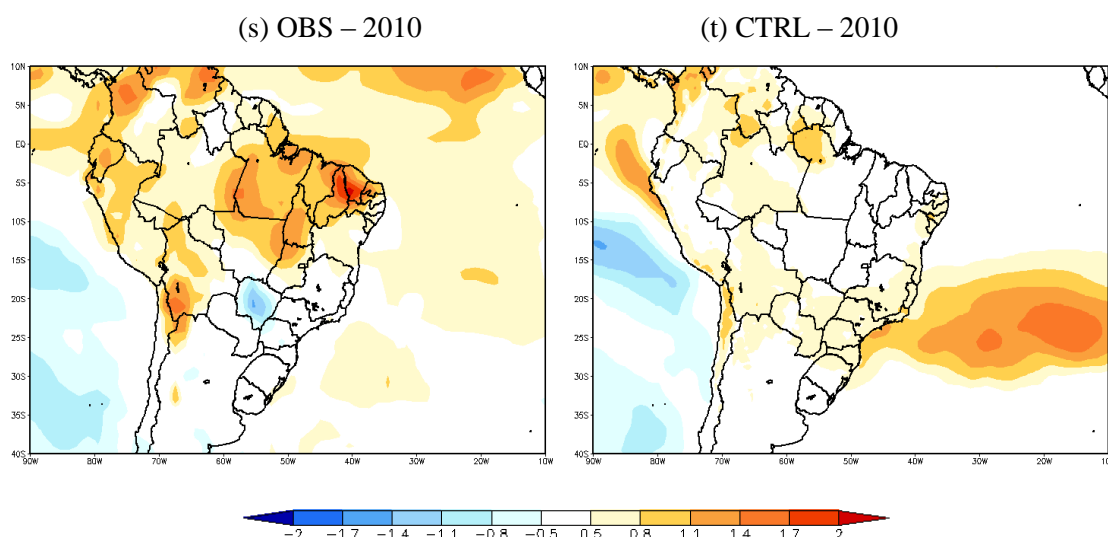 (s) OBS – 2010
(t) CTRL – 2010
10N
5N
EQ
5S
10S
15S
20S
25S
30S
35S
40S
90W 80W 70W 60W 50W 40W 30W 20W 10W
10N
5N
EQ
5S
10S
15S
20S
25S
30S
35S
40S
90W 80W 70W 60W 50W 40W 30W 20W 10W
−2 −1.7 −1.4 −1.1 −0.8 −0.5 0.5 0.8 1.1 1.4 1.7 2